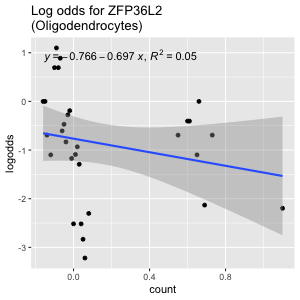 Log odds for ZFP36L2
(Oligodendrocytes)
y = −0.766−0.697 x, R² = 0.05
logodds
1
0
-1
-2
-3
0.0 0.4 0.8
count